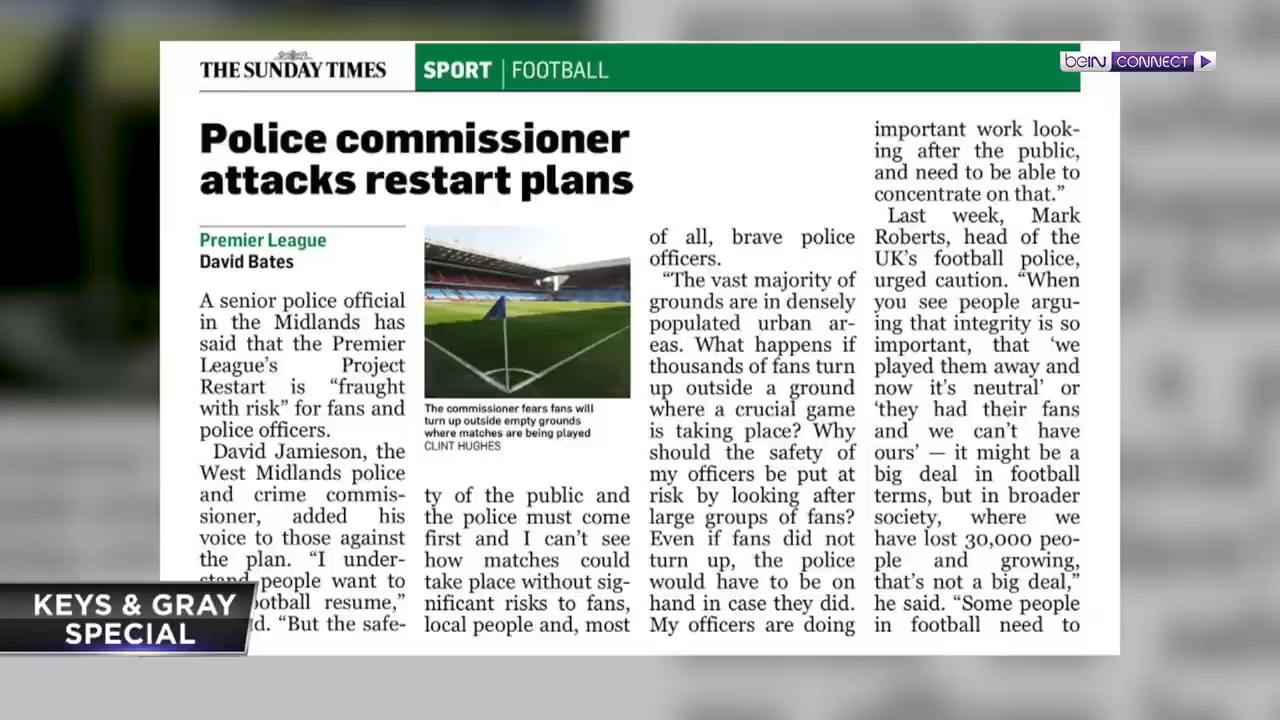 THE SUNDAY TIMES
SPORT | FOOTBALL
beIN CONNECT
Police commissioner
attacks restart plans
Premier League
David Bates
A senior police official
in the Midlands has
said that the Premier
League's Project
Restart is “fraught
with risk” for fans and
police officers.
David Jamieson, the
West Midlands police
and crime commis-
sioner, added his
voice to those against
the plan. “I under-
stand people want to
ootball resume,”
d. “But the safe-
The commissioner fears fans will
turn up outside empty grounds
where matches are being played
CLINT HUGHES
ty of the public and
the police must come
first and I can't see
how matches could
take place without sig-
nificant risks to fans,
local people and, most
of all, brave police
officers.
“The vast majority of
grounds are in densely
populated urban ar-
eas. What happens if
thousands of fans turn
up outside a ground
where a crucial game
is taking place? Why
should the safety of
my officers be put at
risk by looking after
large groups of fans?
Even if fans did not
turn up, the police
would have to be on
hand in case they did.
My officers are doing
important work look-
ing after the public,
and need to be able to
concentrate on that.”
Last week, Mark
Roberts, head of the
UK's football police,
urged caution. “When
you see people argu-
ing that integrity is so
important, that ‘we
played them away and
now it's neutral’ or
‘they had their fans
and we can't have
ours’ — it might be a
big deal in football
terms, but in broader
society, where we
have lost 30,000 peo-
ple and growing,
that's not a big deal,”
he said. “Some people
in football need to
KEYS & GRAY
SPECIAL